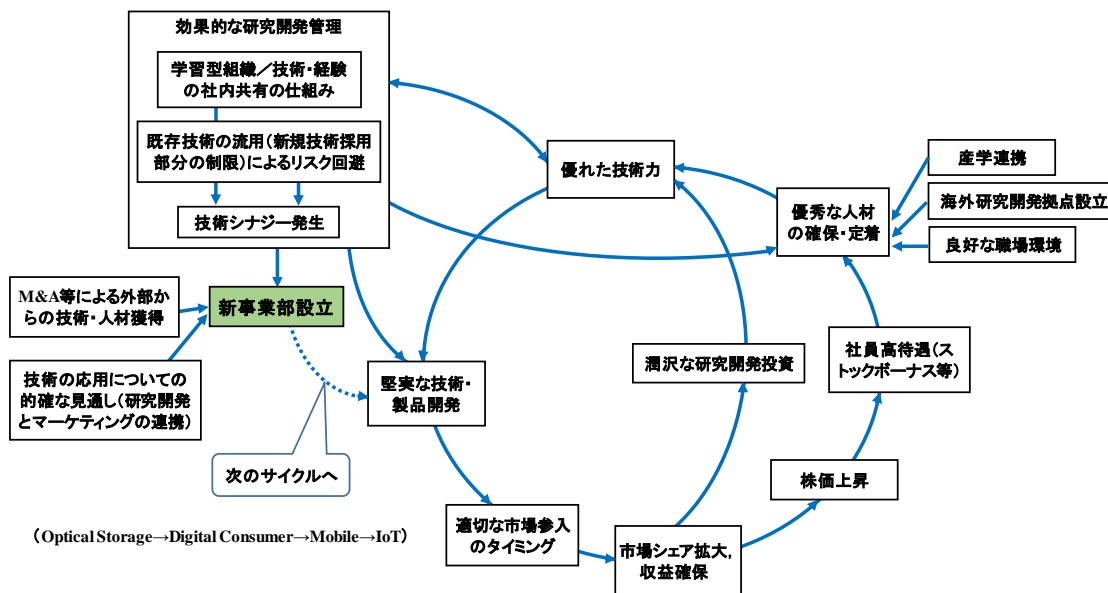 効果的な研究開発管理
学習型組織／技術・経験
の社内共有の仕組み
既存技術の流用（新規技術採用
部分の制限）によるリスク回避
技術シナジー発生
優れた技術力
産学連携
優秀な人材
の確保・定着
海外研究開発拠点設立
良好な職場環境
M&A等による外部か
らの技術・人材獲得
新事業部設立
技術の応用についての
的確な見通し（研究開発
とマーケティングの連携）
堅実な技術・
製品開発
潤沢な研究開発投資
社員高待遇（ス
トックボーナス等）
次のサイクルへ
株価上昇
適切な市場参入
のタイミング
市場シェア拡大，
収益確保
（Optical Storage→Digital Consumer→Mobile→IoT）